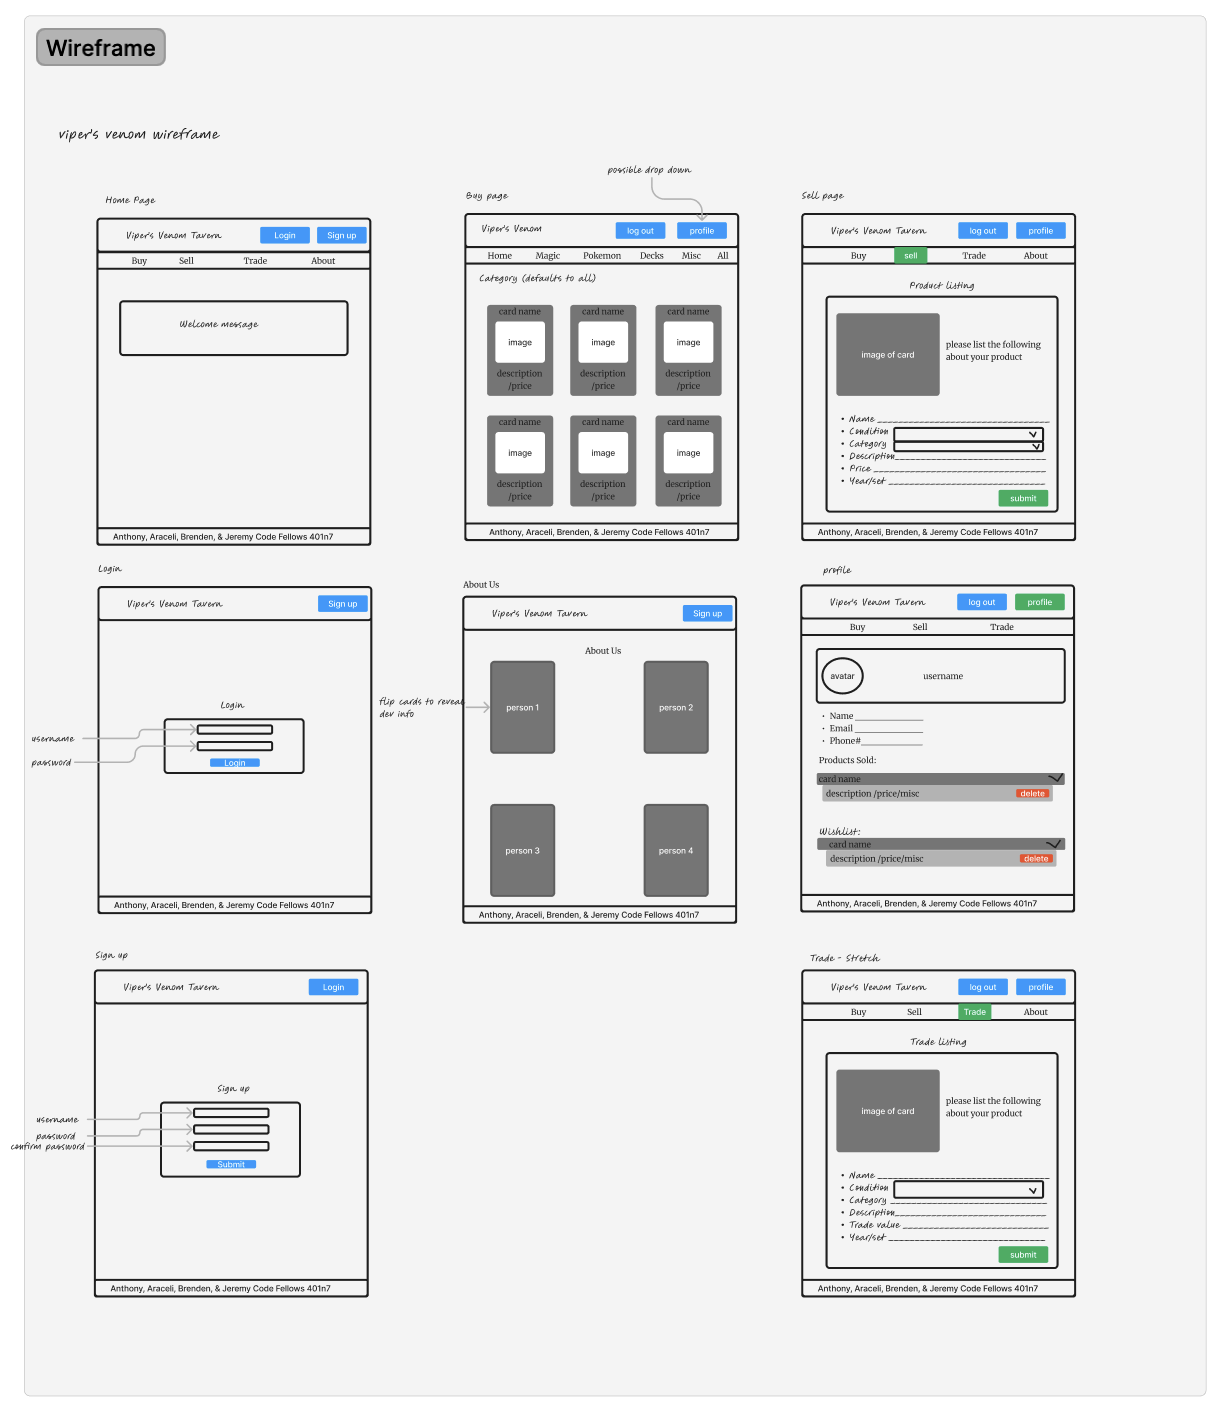 Wireframe
viper's venom wireframe
Home Page
Viper's Venom Tavern
Login
Sign up
Buy Sell Trade About
Welcome message
Anthony, Araceli, Brenden, & Jeremy Code Fellows 401n7
possible drop down
Buy page
Viper's Venom
log out
profile
Home Magic Pokemon Decks Misc All
Category (defaults to all)
card name card name card name
image image image
description description description
/price /price /price
card name card name card name
image image image
description description description
/price /price /price
Anthony, Araceli, Brenden, & Jeremy Code Fellows 401n7
Sell page
Viper's Venom Tavern
log out
profile
Buy sell Trade About
Product listing
image of card
please list the following
about your product
• Name
• Condition
• Category
• Description
• Price
• Year/set
submit
Anthony, Araceli, Brenden, & Jeremy Code Fellows 401n7
Login
Viper's Venom Tavern
Sign up
Login
username
password
Login
Anthony, Araceli, Brenden, & Jeremy Code Fellows 401n7
About Us
Viper's Venom Tavern
Sign up
About Us
flip cards to reveal
dev info
person 1
person 2
person 3
person 4
Anthony, Araceli, Brenden, & Jeremy Code Fellows 401n7
profile
Viper's Venom Tavern
log out
profile
Buy Sell Trade
avatar
username
• Name
• Email
• Phone#
Products Sold:
card name
description /price/misc
delete
Wishlist:
card name
description /price/misc
delete
Anthony, Araceli, Brenden, & Jeremy Code Fellows 401n7
Sign up
Viper's Venom Tavern
Login
Sign up
username
password
confirm password
Submit
Anthony, Araceli, Brenden, & Jeremy Code Fellows 401n7
Trade - Stretch
Viper's Venom Tavern
log out
profile
Buy Sell Trade About
Trade listing
image of card
please list the following
about your product
• Name
• Condition
• Category
• Description
• Trade value
• Year/set
submit
Anthony, Araceli, Brenden, & Jeremy Code Fellows 401n7